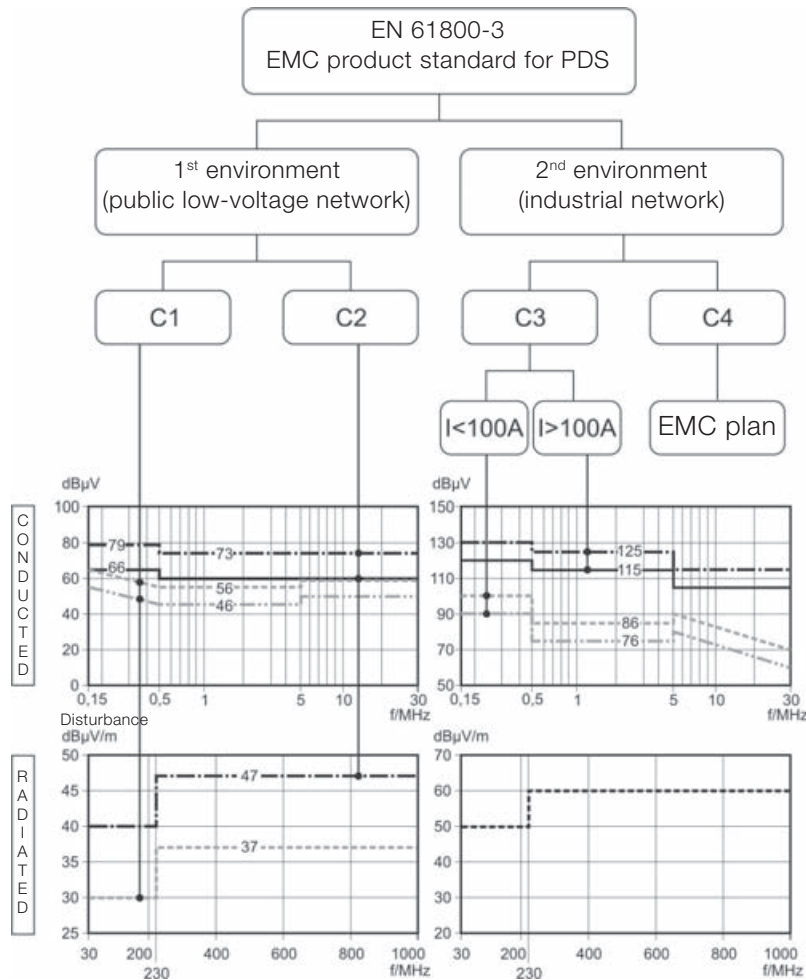 EN 61800-3
EMC product standard for PDS
1st environment
(public low-voltage network)
2nd environment
(industrial network)
C1
C2
C3
C4
I<100A
I>100A
EMC plan
CONDUCTED
dBµV
100
80
60
40
20
0
79
73
66
56
46
0,15
0,5
1
5
10
30
f/MHz
dBµV
150
130
110
90
70
50
125
115
86
76
0,15
0,5
1
5
10
30
f/MHz
Disturbance
RADIATED
dBµV/m
50
45
40
35
30
25
47
37
30
200
230
400
600
800
1000
f/MHz
dBµV/m
70
60
50
40
30
20
30
200
230
400
600
800
1000
f/MHz